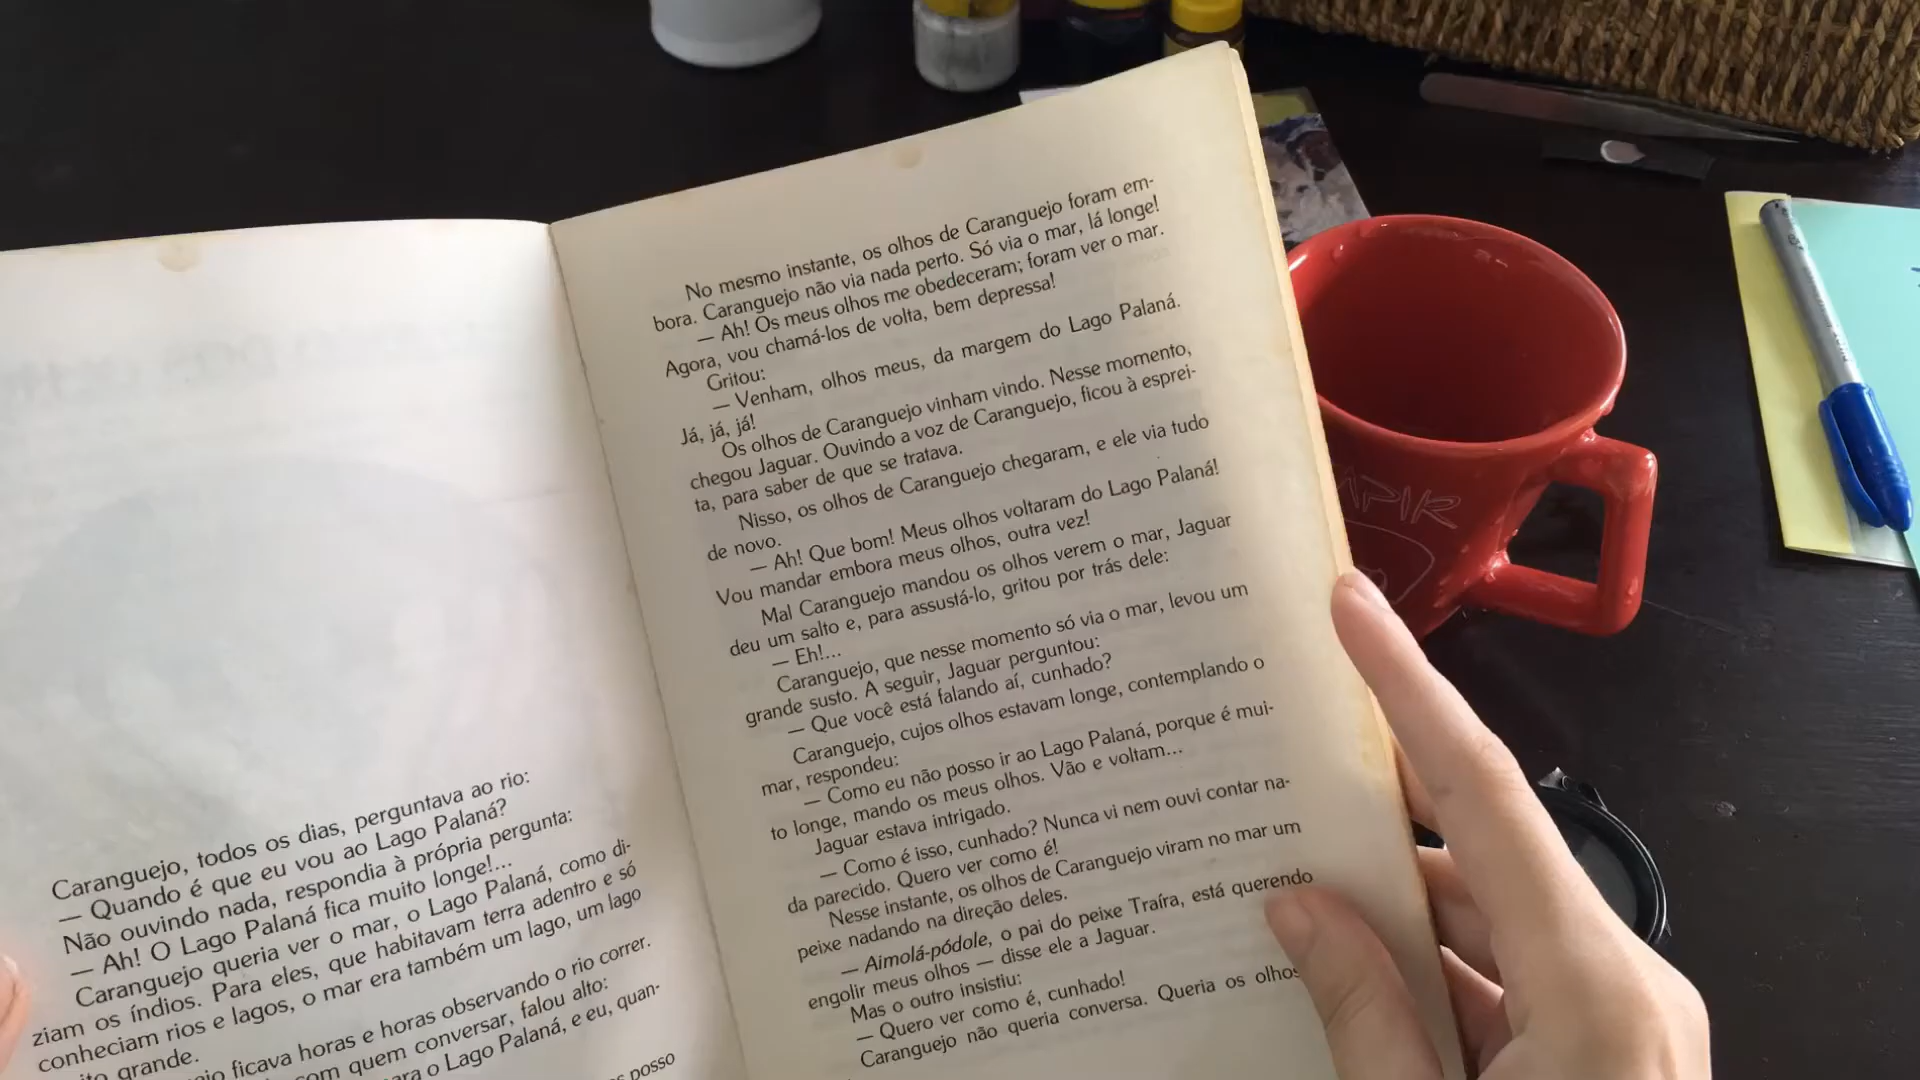 Caranguejo, todos os dias, perguntava ao rio:
— Quando é que eu vou ao Lago Palaná?
Não ouvindo nada, respondia à própria pergunta:
— Ah! O Lago Palaná fica muito longe!...
Caranguejo queria ver o mar, o Lago Palaná, como di-
ziam os índios. Para eles, que habitavam terra adentro e só
conheciam rios e lagos, o mar era também um lago, um lago
grande.
ficava horas e horas observando o rio correr.
com quem conversar, falou alto:
o Lago Palaná, e eu, quan-
posso
No mesmo instante, os olhos de Caranguejo foram em-
bora. Caranguejo não via nada perto. Só via o mar, lá longe!
— Ah! Os meus olhos me obedeceram; foram ver o mar.
Agora, vou chamá-los de volta, bem depressa!
Gritou:
— Venham, olhos meus, da margem do Lago Palaná.
Já, já, já!
Os olhos de Caranguejo vinham vindo. Nesse momento,
chegou Jaguar. Ouvindo a voz de Caranguejo, ficou à esprei-
ta, para saber de que se tratava.
Nisso, os olhos de Caranguejo chegaram, e ele via tudo
de novo.
— Ah! Que bom! Meus olhos voltaram do Lago Palaná!
Vou mandar embora meus olhos, outra vez!
Mal Caranguejo mandou os olhos verem o mar, Jaguar
deu um salto e, para assustá-lo, gritou por trás dele:
— Eh!...
Caranguejo, que nesse momento só via o mar, levou um
grande susto. A seguir, Jaguar perguntou:
— Que você está falando aí, cunhado?
Caranguejo, cujos olhos estavam longe, contemplando o
mar, respondeu:
— Como eu não posso ir ao Lago Palaná, porque é mui-
to longe, mando os meus olhos. Vão e voltam...
Jaguar estava intrigado.
— Como é isso, cunhado? Nunca vi nem ouvi contar na-
da parecido. Quero ver como é!
Nesse instante, os olhos de Caranguejo viram no mar um
peixe nadando na direção deles.
— Aimolá-pódole, o pai do peixe Traíra, está querendo
engolir meus olhos — disse ele a Jaguar.
Mas o outro insistiu:
— Quero ver como é, cunhado!
Caranguejo não queria conversa. Queria os olhos